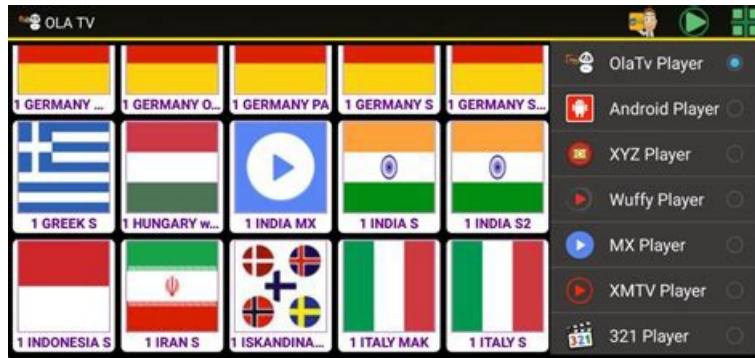 OLA TV
1 GERMANY ... 1 GERMANY O... 1 GERMANY PA 1 GERMANY S 1 GERMANY S...
1 GREEK S 1 HUNGARY w... 1 INDIA MX 1 INDIA S 1 INDIA S2
1 INDONESIA S 1 IRAN S 1 ISKANDINA... 1 ITALY MAK 1 ITALY S
OlaTv Player
Android Player
XYZ Player
Wuffy Player
MX Player
XMTV Player
321 Player
321